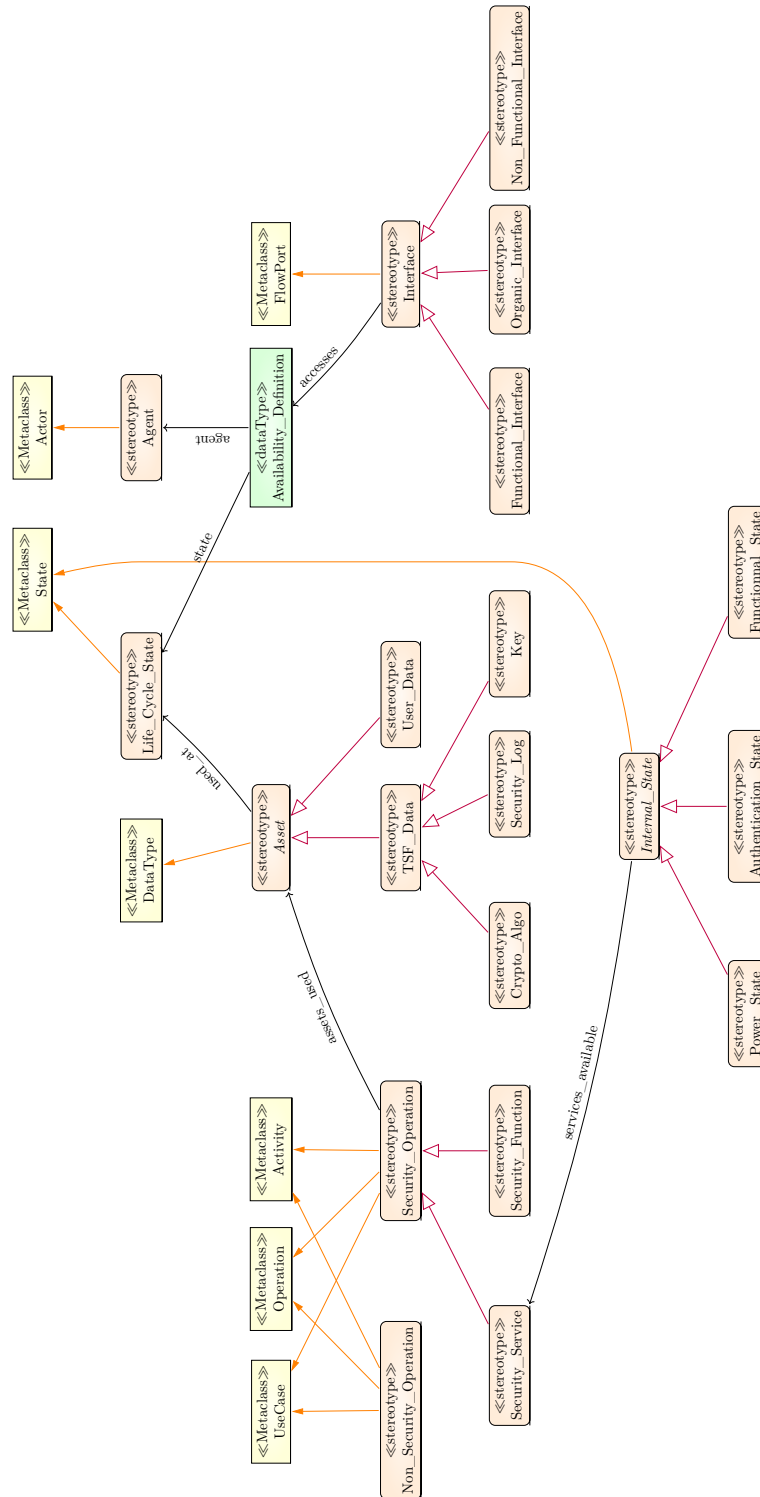 ≪Metaclass≫
Actor
≪Metaclass≫
State
≪stereotype≫
Agent
≪stereotype≫
Life_Cycle_State
≪Metaclass≫
DataType
≪Metaclass≫
FlowPort
≪dataType≫
Availability_Definition
≪stereotype≫
Asset
≪Metaclass≫
Activity
≪Metaclass≫
Operation
≪Metaclass≫
UseCase
agent
state
accesses
used_at
assets_used
≪stereotype≫
Interface
≪stereotype≫
User_Data
≪stereotype≫
TSF_Data
≪stereotype≫
Security_Operation
≪stereotype≫
Non_Security_Operation
≪stereotype≫
Non_Functional_Interface
≪stereotype≫
Organic_Interface
≪stereotype≫
Functional_Interface
≪stereotype≫
Key
≪stereotype≫
Security_Log
≪stereotype≫
Crypto_Algo
≪stereotype≫
Security_Function
≪stereotype≫
Security_Service
services_available
≪stereotype≫
Internal_State
≪stereotype≫
Functionnal_State
≪stereotype≫
Authentication_State
≪stereotype≫
Power_State